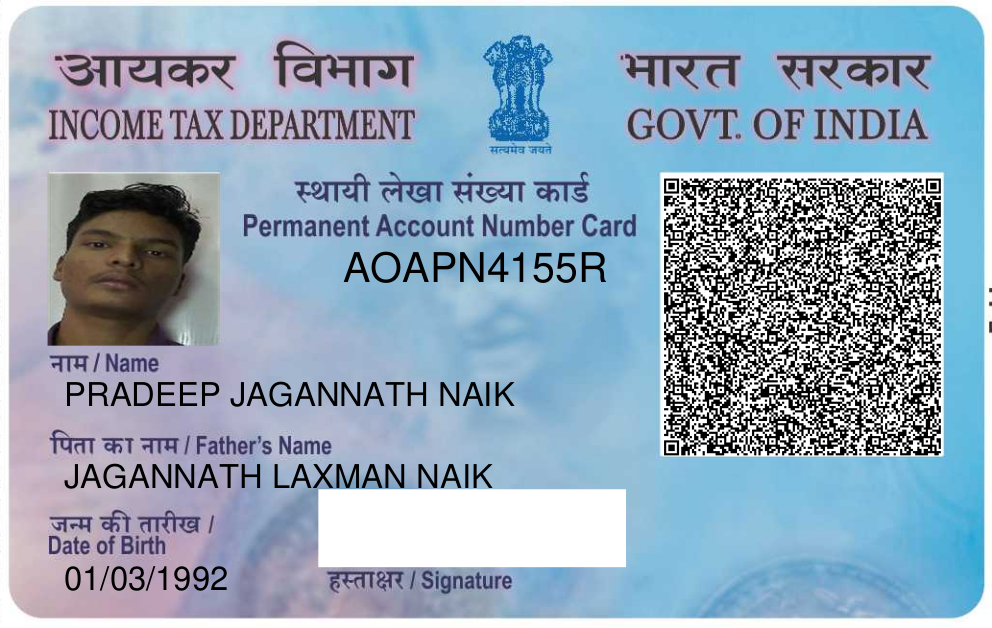 आयकर विभाग
INCOME TAX DEPARTMENT
भारत सरकार
GOVT. OF INDIA
सत्यमेव जयते
स्थायी लेखा संख्या कार्ड
Permanent Account Number Card
AOAPN4155R
नाम / Name
PRADEEP JAGANNATH NAIK
पिता का नाम / Father's Name
JAGANNATH LAXMAN NAIK
जन्म की तारीख /
Date of Birth
01/03/1992
हस्ताक्षर / Signature